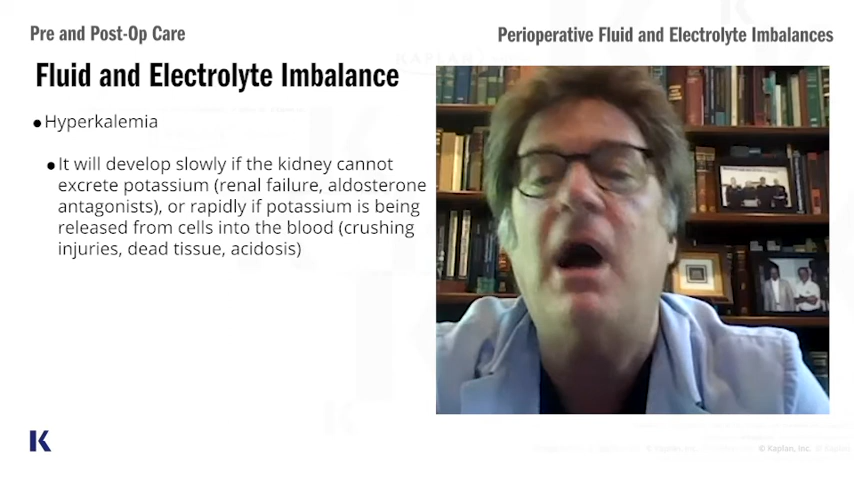 Pre and Post-Op Care
Perioperative Fluid and Electrolyte Imbalances
Fluid and Electrolyte Imbalance
●Hyperkalemia
●It will develop slowly if the kidney cannot
excrete potassium (renal failure, aldosterone
antagonists), or rapidly if potassium is being
released from cells into the blood (crushing
injuries, dead tissue, acidosis)
K
© Kaplan, Inc.